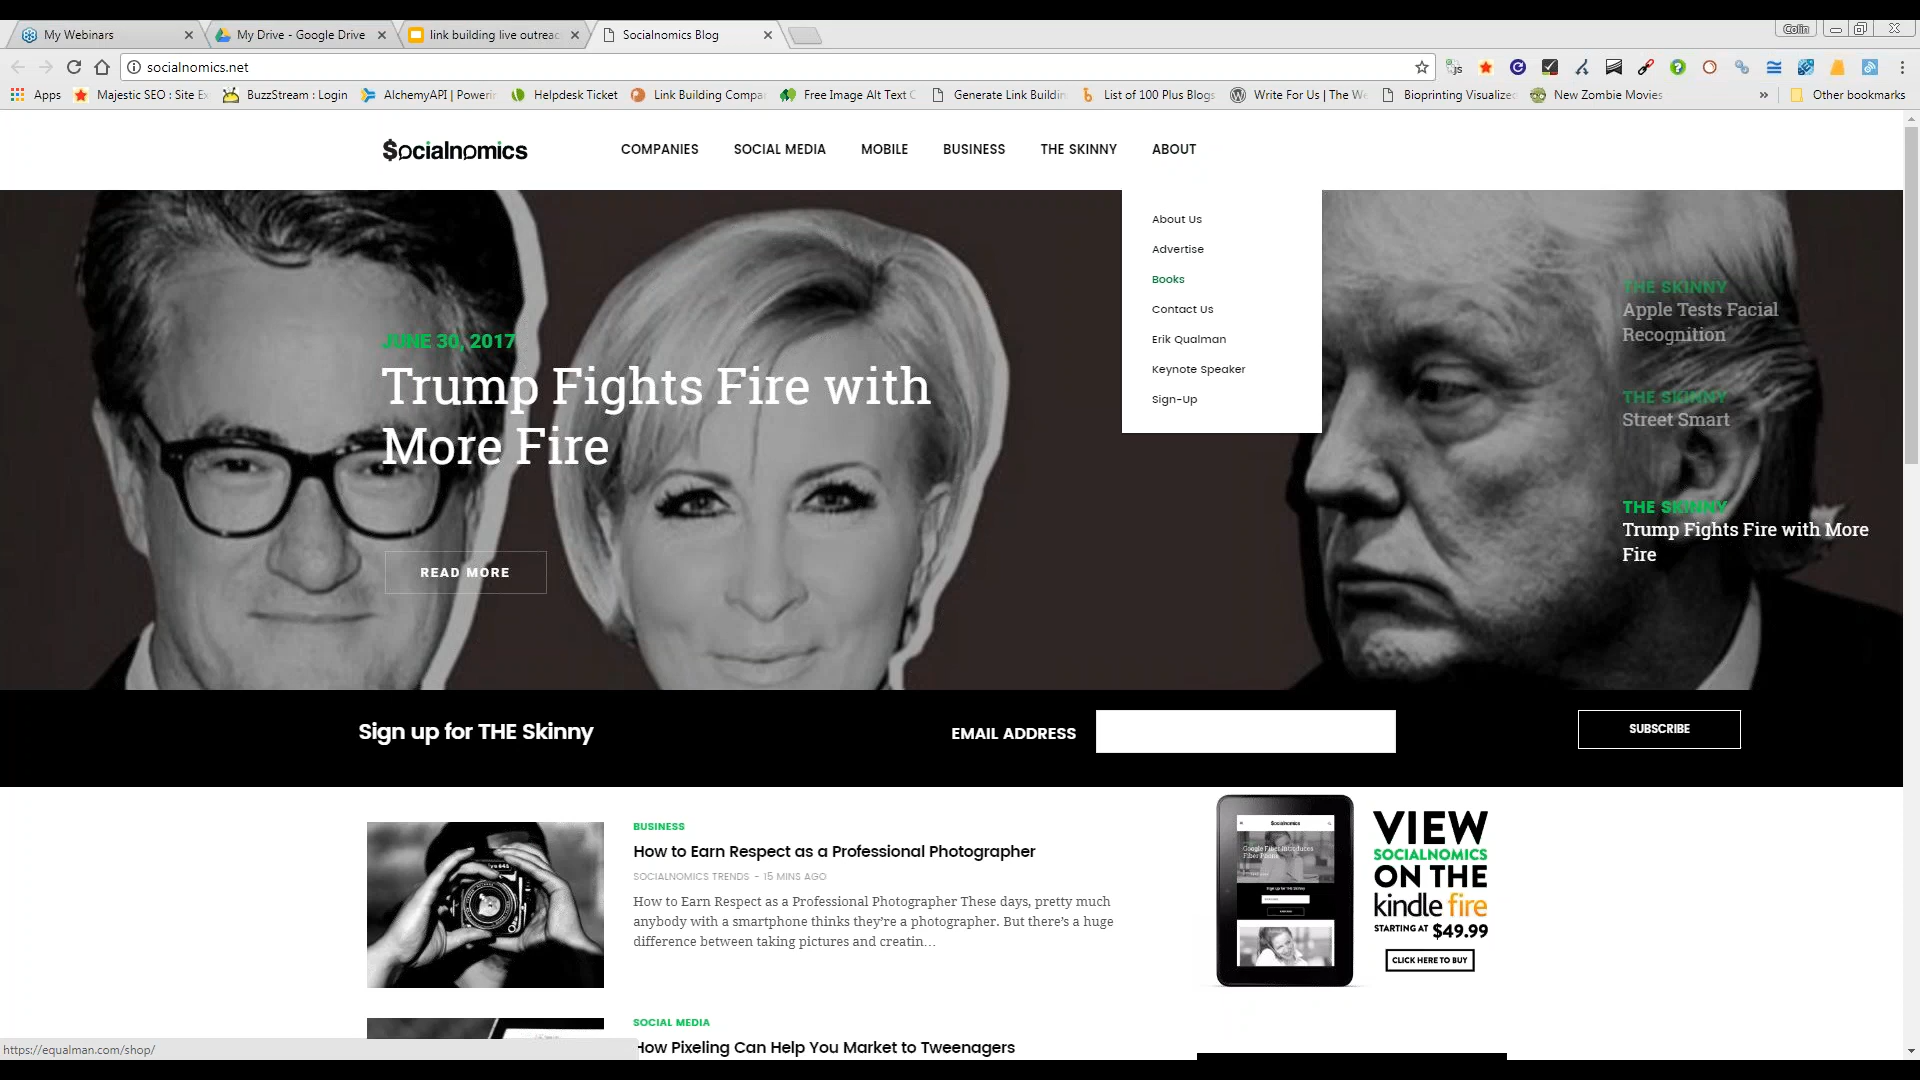 My Webinars
My Drive - Google Drive
link building live outreac
Socialnomics Blog
Colin
socialnomics.net
Apps
Majestic SEO : Site Ex
BuzzStream : Login
AlchemyAPI | Powerin
Helpdesk Ticket
Link Building Compa
Free Image Alt Text C
Generate Link Buildin
List of 100 Plus Blogs
Write For Us | The We
Bioprinting Visualized
New Zombie Movies
Other bookmarks
$ocialnomics
COMPANIES
SOCIAL MEDIA
MOBILE
BUSINESS
THE SKINNY
ABOUT
About Us
Advertise
Books
Contact Us
Erik Qualman
Keynote Speaker
Sign-Up
JUNE 30, 2017
Trump Fights Fire with
More Fire
READ MORE
THE SKINNY
Apple Tests Facial
Recognition
THE SKINNY
Street Smart
THE SKINNY
Trump Fights Fire with More
Fire
Sign up for THE Skinny
EMAIL ADDRESS
SUBSCRIBE
BUSINESS
How to Earn Respect as a Professional Photographer
SOCIALNOMICS TRENDS - 15 MINS AGO
How to Earn Respect as a Professional Photographer These days, pretty much
anybody with a smartphone thinks they're a photographer. But there's a huge
difference between taking pictures and creatin...
Socialnomics
Google Fiber Introduces
Fiber Phone
Sign up for THE Skinny
VIEW
SOCIALNOMICS
ON THE
kindle fire
STARTING AT $49.99
CLICK HERE TO BUY
SOCIAL MEDIA
How Pixeling Can Help You Market to Tweenagers
https://equalman.com/shop/